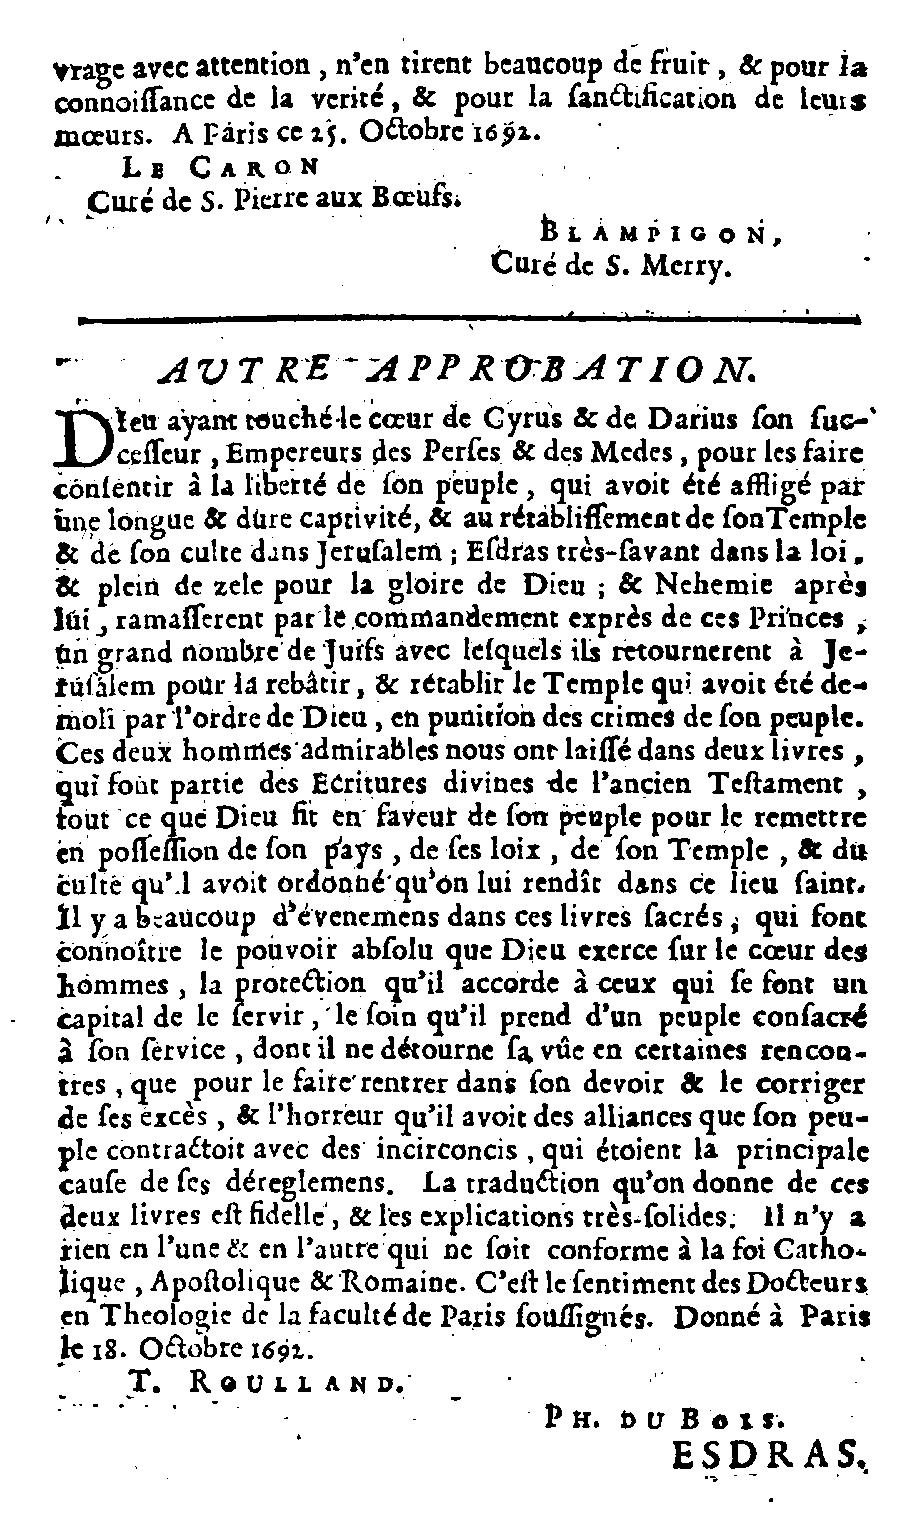 vrage avec attention, n'en tirent beaucoup de fruit, & pour la
connoiſſance de la verité, & pour la ſanctification de leurs
mœurs. A Paris ce 25. Octobre 1692.
LE CARON
Curé de S. Pierre aux Bœufs.
BLAMPIGON,
Curé de S. Merry.
AUTRE APPROBATION.
DIeu ayant touché le cœur de Cyrus & de Darius ſon ſuc-
ceſſeur, Empereurs des Perſes & des Medes, pour les faire
conſentir à la liberté de ſon peuple, qui avoit été affligé par
une longue & dure captivité, & au rétabliſſement de ſon Temple
& de ſon culte dans Jeruſalem; Eſdras très-ſavant dans la loi,
& plein de zele pour la gloire de Dieu; & Nehemie après
lui, ramaſſerent par le commandement exprès de ces Princes,
un grand nombre de Juifs avec leſquels ils retournerent à Je-
ruſalem pour la rebâtir, & rétablir le Temple qui avoit été de-
moli par l'ordre de Dieu, en punition des crimes de ſon peuple.
Ces deux hommes admirables nous ont laiſſé dans deux livres,
qui font partie des Ecritures divines de l'ancien Teſtament,
tout ce que Dieu fit en faveur de ſon peuple pour le remettre
en poſſeſſion de ſon pays, de ſes loix, de ſon Temple, & du
culte qu'il avoit ordonné qu'on lui rendît dans ce lieu ſaint.
Il y a beaucoup d'évenemens dans ces livres ſacrés, qui font
connoître le pouvoir abſolu que Dieu exerce ſur le cœur des
hommes, la protection qu'il accorde à ceux qui ſe font un
capital de le ſervir, le ſoin qu'il prend d'un peuple conſacré
à ſon ſervice, dont il ne détourne ſa vûe en certaines rencon-
tres, que pour le faire rentrer dans ſon devoir & le corriger
de ſes excès, & l'horreur qu'il avoit des alliances que ſon peu-
ple contractoit avec des incirconcis, qui étoient la principale
cauſe de ſes déreglemens. La traduction qu'on donne de ces
deux livres eſt fidelle, & les explications très-ſolides. Il n'y a
rien en l'une & en l'autre qui ne ſoit conforme à la foi Catho-
lique, Apoſtolique & Romaine. C'eſt le ſentiment des Docteurs
en Theologie de la faculté de Paris ſouſſignés. Donné à Paris
le 18. Octobre 1692.
T. ROULLAND.
PH. DU BOIS.
ESDRAS.